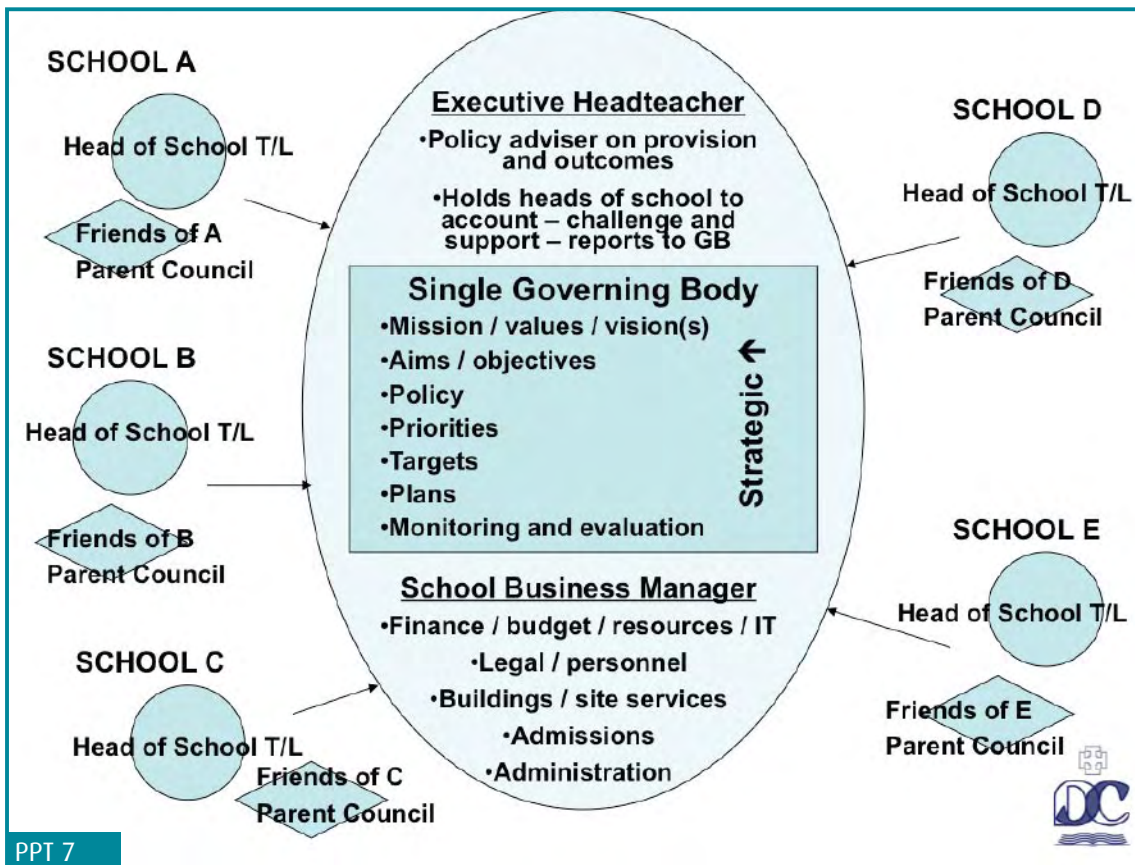 SCHOOL A
Head of School T/L
Friends of A
Parent Council
SCHOOL B
Head of School T/L
Friends of B
Parent Council
SCHOOL C
Head of School T/L
Friends of C
Parent Council
Executive Headteacher
•Policy adviser on provision
and outcomes
•Holds heads of school to
account – challenge and
support – reports to GB
Single Governing Body
•Mission / values / vision(s)
•Aims / objectives
•Policy
•Priorities
•Targets
•Plans
•Monitoring and evaluation
Strategic →
School Business Manager
•Finance / budget / resources / IT
•Legal / personnel
•Buildings / site services
•Admissions
•Administration
SCHOOL D
Head of School T/L
Friends of D
Parent Council
SCHOOL E
Head of School T/L
Friends of E
Parent Council
DC
PPT 7